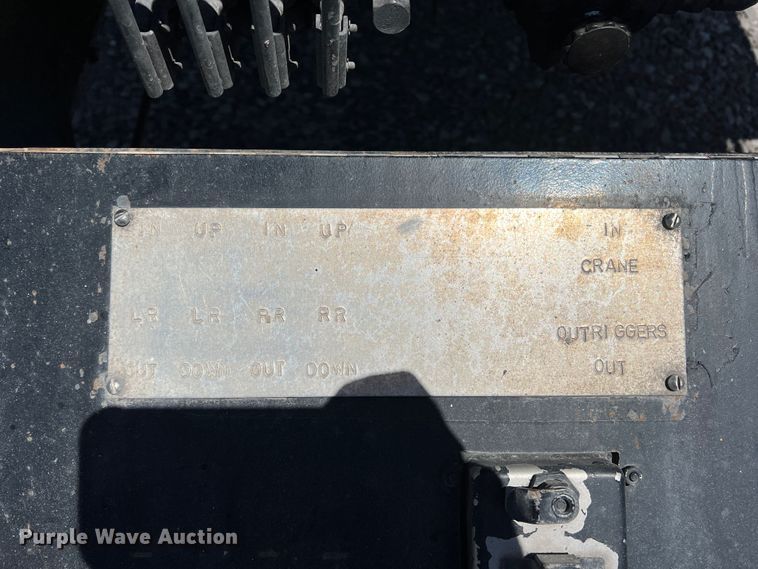 IN UP IN UP IN
CRANE
LR LR RR RR
OUTRIGGERS
OUT DOWN OUT DOWN OUT
Purple Wave Auction